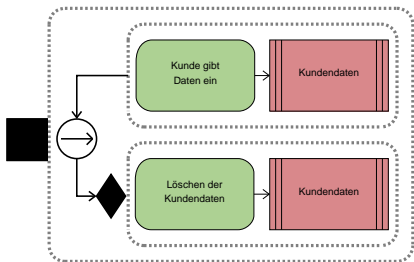 Kunde gibt
Daten ein
Kundendaten
Löschen der
Kundendaten
Kundendaten